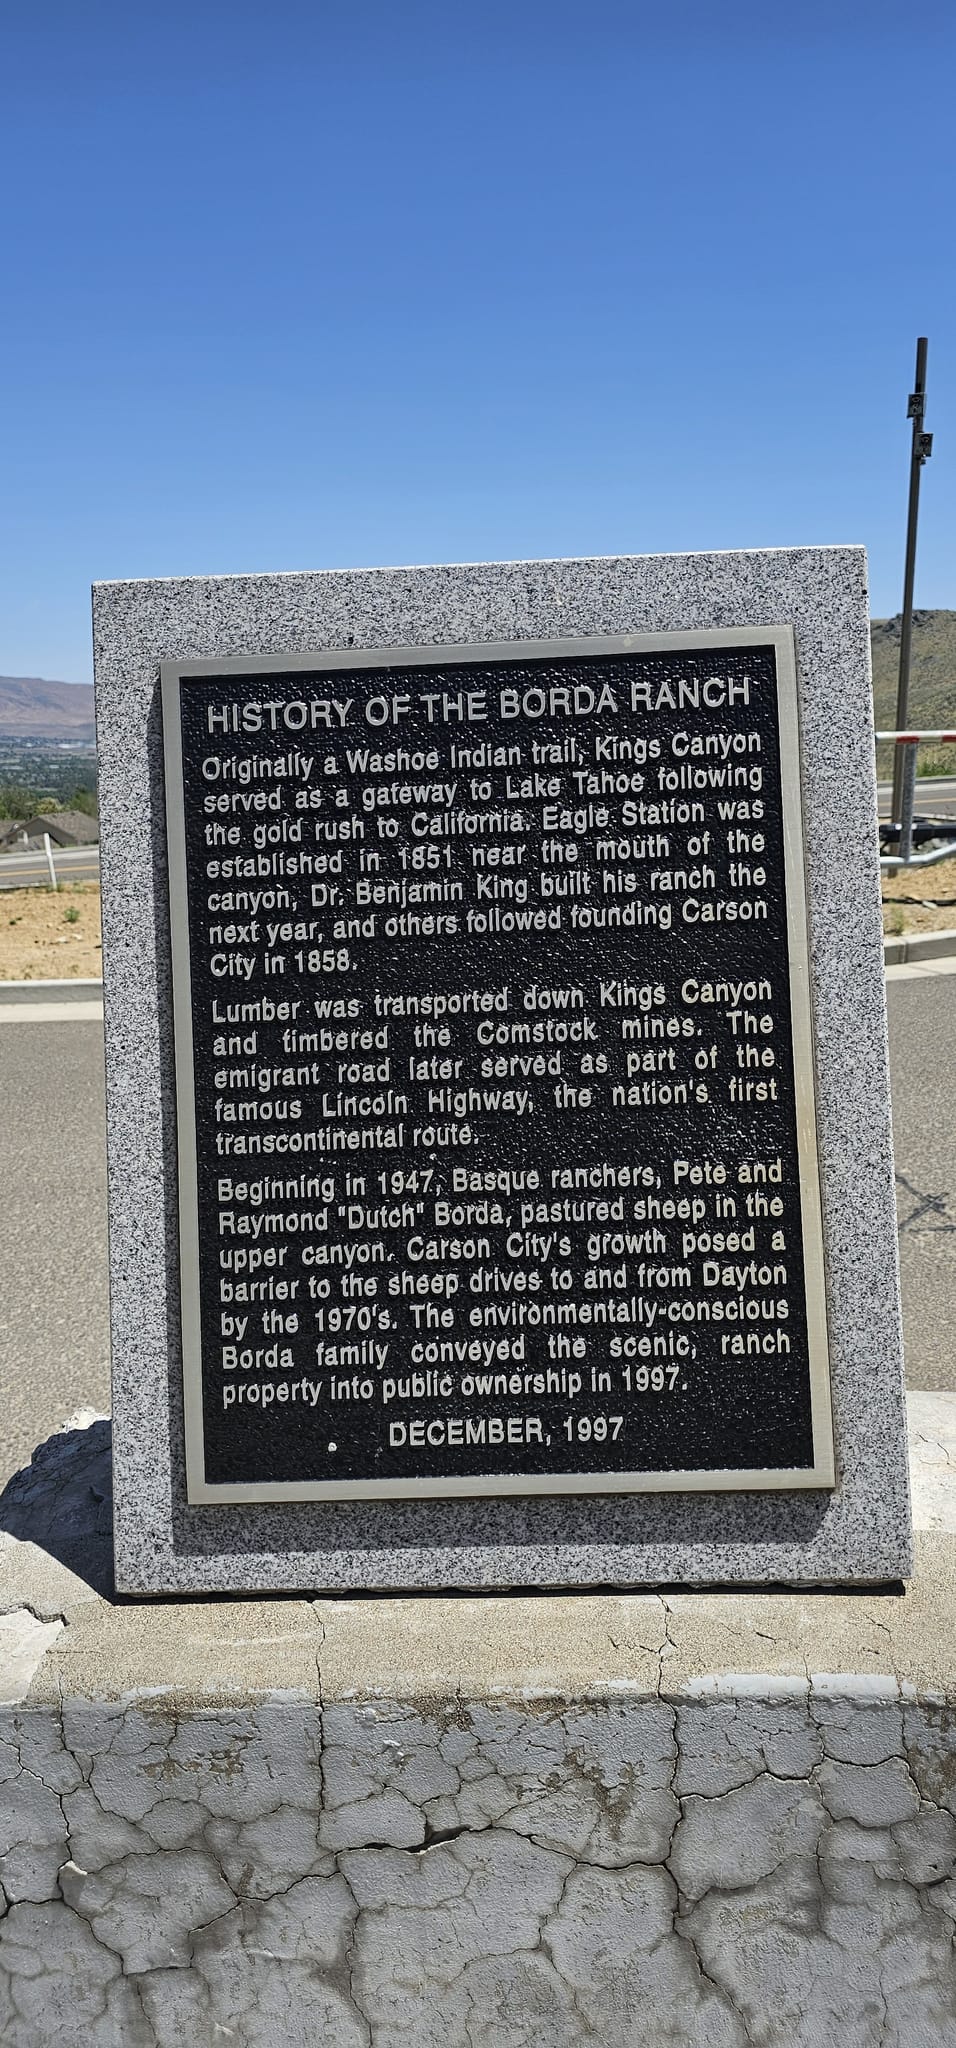 HISTORY OF THE BORDA RANCH
Originally a Washoe Indian trail, Kings Canyon
served as a gateway to Lake Tahoe following
the gold rush to California. Eagle Station was
established in 1851 near the mouth of the
canyon, Dr. Benjamin King built his ranch the
next year, and others followed founding Carson
City in 1858.
Lumber was transported down Kings Canyon
and timbered the Comstock mines. The
emigrant road later served as part of the
famous Lincoln Highway, the nation's first
transcontinental route.
Beginning in 1947, Basque ranchers, Pete and
Raymond "Dutch" Borda, pastured sheep in the
upper canyon. Carson City's growth posed a
barrier to the sheep drives to and from Dayton
by the 1970's. The environmentally-conscious
Borda family conveyed the scenic, ranch
property into public ownership in 1997.
DECEMBER, 1997